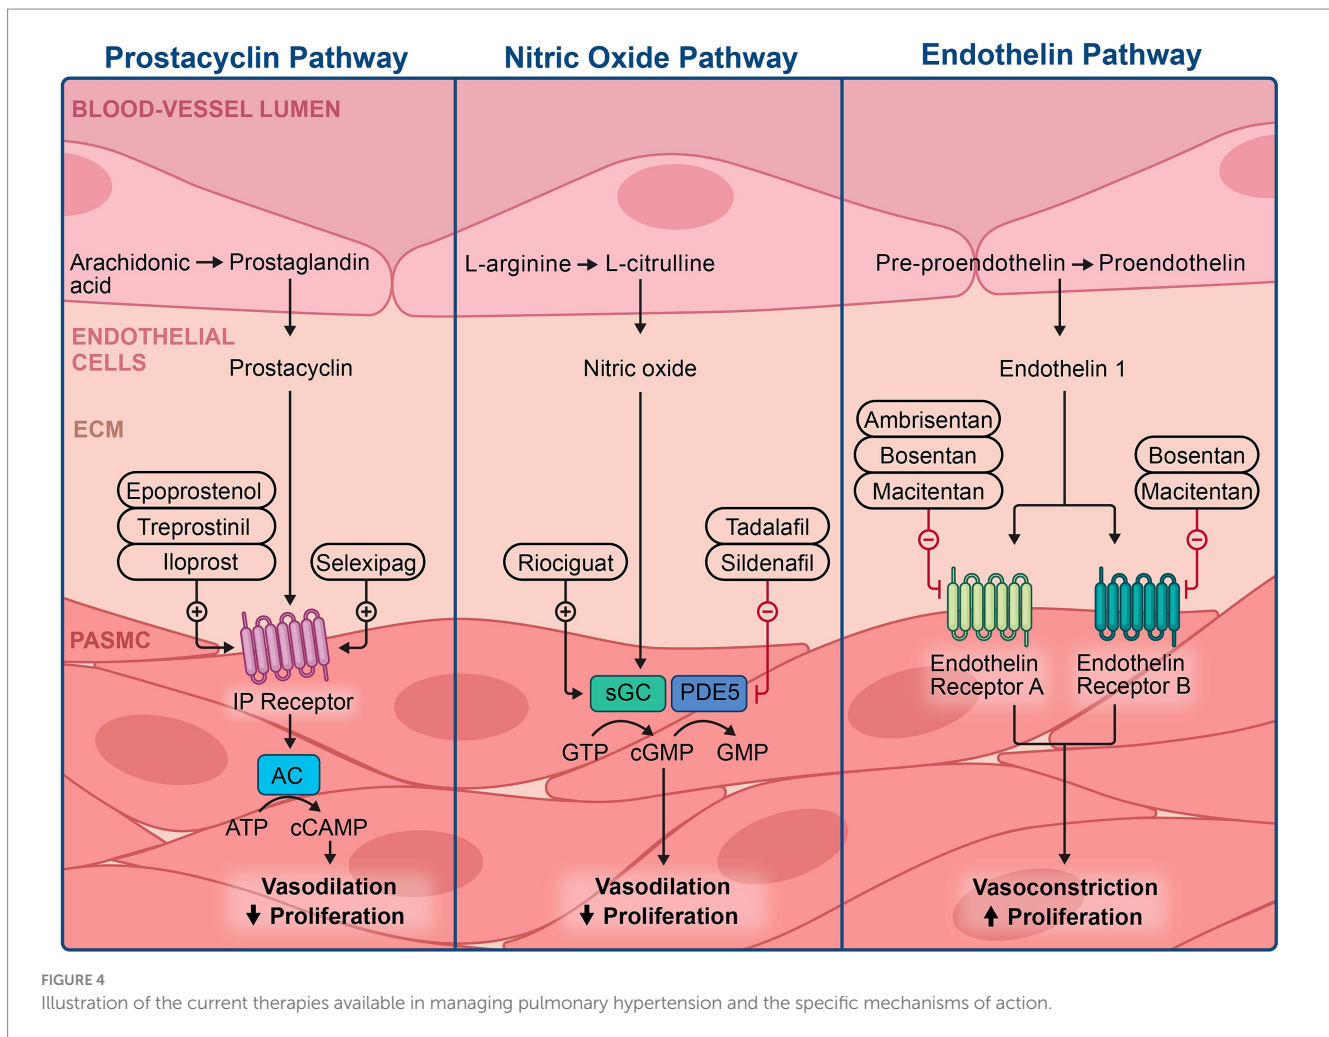 Prostacyclin Pathway
Nitric Oxide Pathway
Endothelin Pathway
BLOOD-VESSEL LUMEN
Arachidonic acid
Prostaglandin
ENDOTHELIAL
CELLS
Prostacyclin
ECM
Epoprostenol
Treprostinil
Iloprost
Selexipag
+
+
PASMC
IP Receptor
AC
ATP
cCAMP
Vasodilation
Proliferation
L-arginine
L-citrulline
Nitric oxide
Riociguat
Tadalafil
Sildenafil
+
−
sGC
PDE5
GTP
cGMP
GMP
Vasodilation
Proliferation
Pre-proendothelin
Proendothelin
Endothelin 1
Ambrisentan
Bosentan
Macitentan
Bosentan
Macitentan
−
−
Endothelin
Receptor A
Endothelin
Receptor B
Vasoconstriction
Proliferation
FIGURE 4
Illustration of the current therapies available in managing pulmonary hypertension and the specific mechanisms of action.